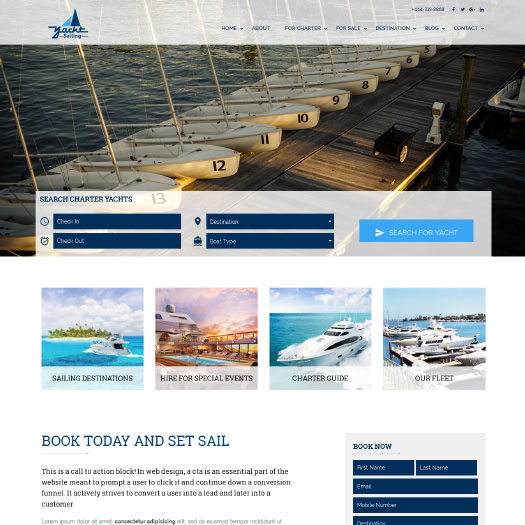 +444-333-8808
Yacht
Sailing
HOME ABOUT FOR CHARTER FOR SALE DESTINATION BLOG CONTACT
5
6
7
8
9
10
11
12
13
SEARCH CHARTER YACHTS
Check In
Destination
Check Out
Boat Type
SEARCH FOR YACHT
SAILING DESTINATIONS
HIRE FOR SPECIAL EVENTS
CHARTER GUIDE
OUR FLEET
BOOK TODAY AND SET SAIL
This is a call to action block! In web design, a cta is an essential part of the
website meant to prompt a user to click it and continue down a conversion
funnel. It actively strives to convert a user into a lead and later into a
customer
Lorem ipsum dolor sit amet, consectetur adipisicing elit, sed do eiusmod tempor incididunt ut
BOOK NOW
First Name
Last Name
Email
Mobile Number
Destination